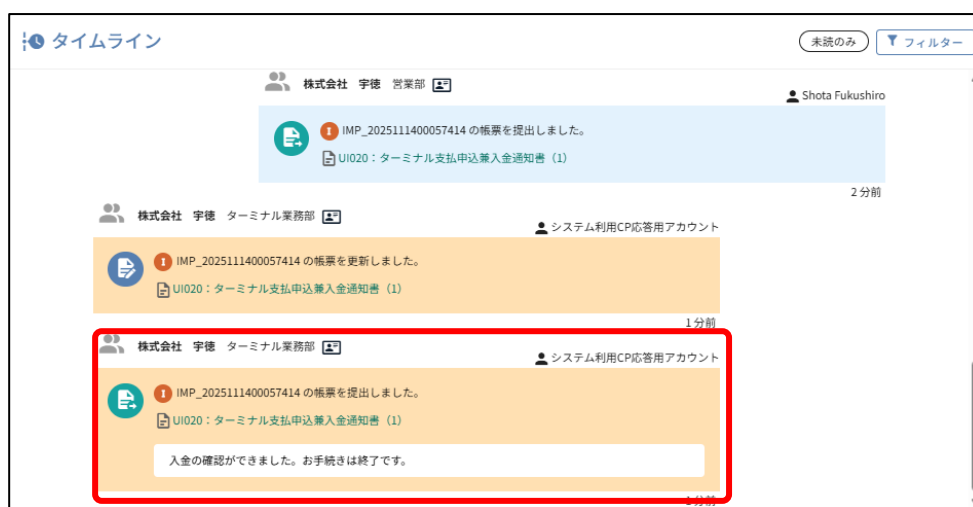 タイムライン
未読のみ
フィルター
株式会社 宇徳 営業部
Shota Fukushiro
I IMP_2025111400057414 の帳票を提出しました。
UI020：ターミナル支払申込兼入金通知書（1）
2分前
株式会社 宇徳 ターミナル業務部
システム利用CP応答用アカウント
I IMP_2025111400057414 の帳票を更新しました。
UI020：ターミナル支払申込兼入金通知書（1）
1分前
株式会社 宇徳 ターミナル業務部
システム利用CP応答用アカウント
I IMP_2025111400057414 の帳票を提出しました。
UI020：ターミナル支払申込兼入金通知書（1）
入金の確認ができました。お手続きは終了です。
1分前